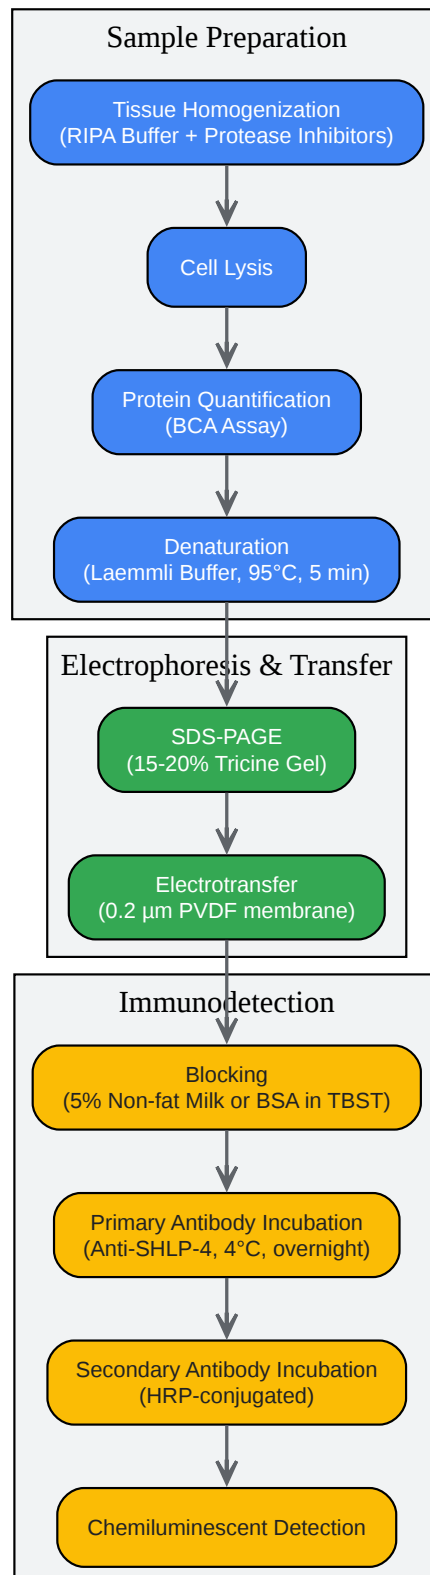 Sample Preparation
Tissue Homogenization
(RIPA Buffer + Protease Inhibitors)
Cell Lysis
Protein Quantification
(BCA Assay)
Denaturation
(Laemmli Buffer, 95°C, 5 min)
Electrophoresis & Transfer
SDS-PAGE
(15-20% Tricine Gel)
Electrotransfer
(0.2 µm PVDF membrane)
Immunodetection
Blocking
(5% Non-fat Milk or BSA in TBST)
Primary Antibody Incubation
(Anti-SHLP-4, 4°C, overnight)
Secondary Antibody Incubation
(HRP-conjugated)
Chemiluminescent Detection